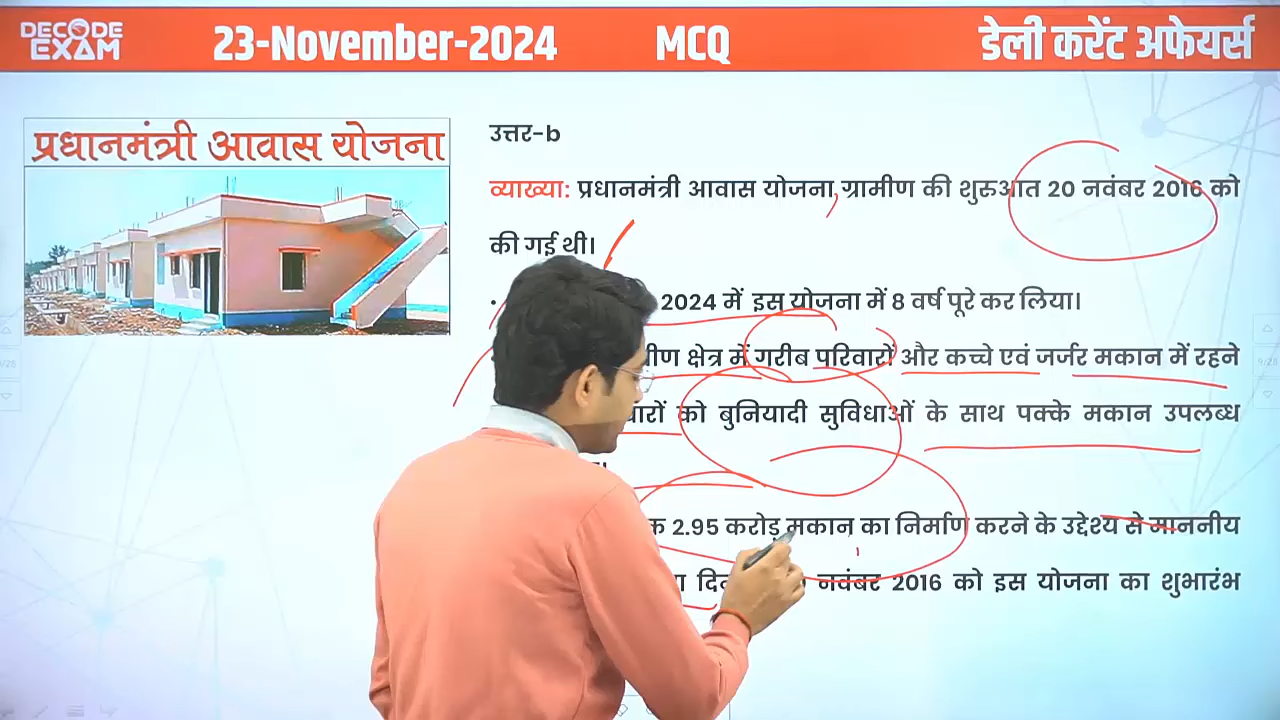 DECODE EXAM
23-November-2024
MCQ
डेली करेंट अफेयर्स
प्रधानमंत्री आवास योजना
उत्तर-b
व्याख्या: प्रधानमंत्री आवास योजना,ग्रामीण की शुरुआत 20 नवंबर 2016 को
की गई थी।
2024 में इस योजना में 8 वर्ष पूरे कर लिया।
क्षेत्र में गरीब परिवारों और कच्चे एवं जर्जर मकान में रहने
को बुनियादी सुविधाओं के साथ पक्के मकान उपलब्ध
2.95 करोड़ मकान का निर्माण करने के उद्देश्य से माननीय
नवंबर 2016 को इस योजना का शुभारंभ